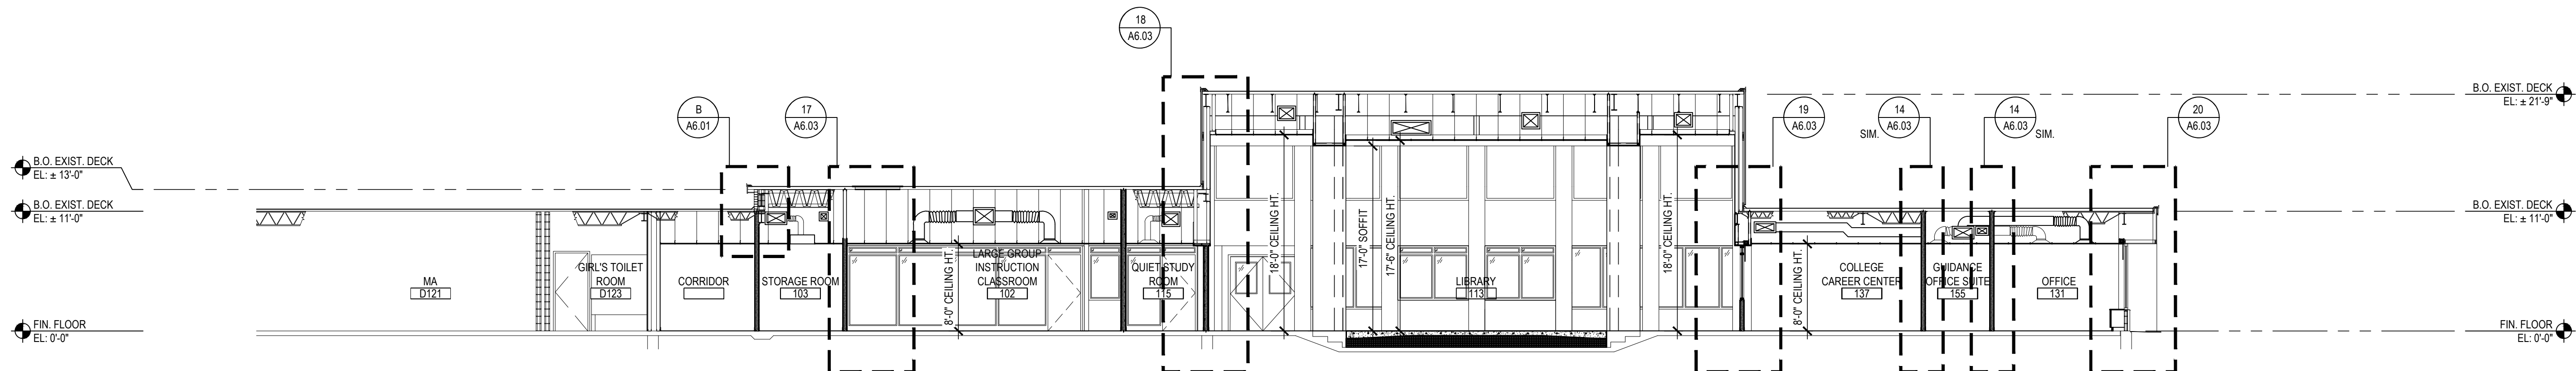 18
A6.03
B
A6.01
17
A6.03
19
A6.03
14
A6.03
SIM.
14
A6.03
SIM.
20
A6.03
B.O. EXIST. DECK
EL: ± 21'-9"
B.O. EXIST. DECK
EL: ± 13'-0"
B.O. EXIST. DECK
EL: ± 11'-0"
B.O. EXIST. DECK
EL: ± 11'-0"
MA
D121
GIRL'S TOILET
ROOM
D123
CORRIDOR
STORAGE ROOM
103
8'-0" CEILING HT.
LARGE GROUP
INSTRUCTION
CLASSROOM
102
QUIET STUDY
ROOM
115
18'-0" CEILING HT.
17'-0" SOFFIT
17'-6" CEILING HT.
LIBRARY
113
18'-0" CEILING HT.
8'-0" CEILING HT.
COLLEGE
CAREER CENTER
137
GUIDANCE
OFFICE SUITE
155
OFFICE
131
FIN. FLOOR
EL: 0'-0"
FIN. FLOOR
EL: 0'-0"